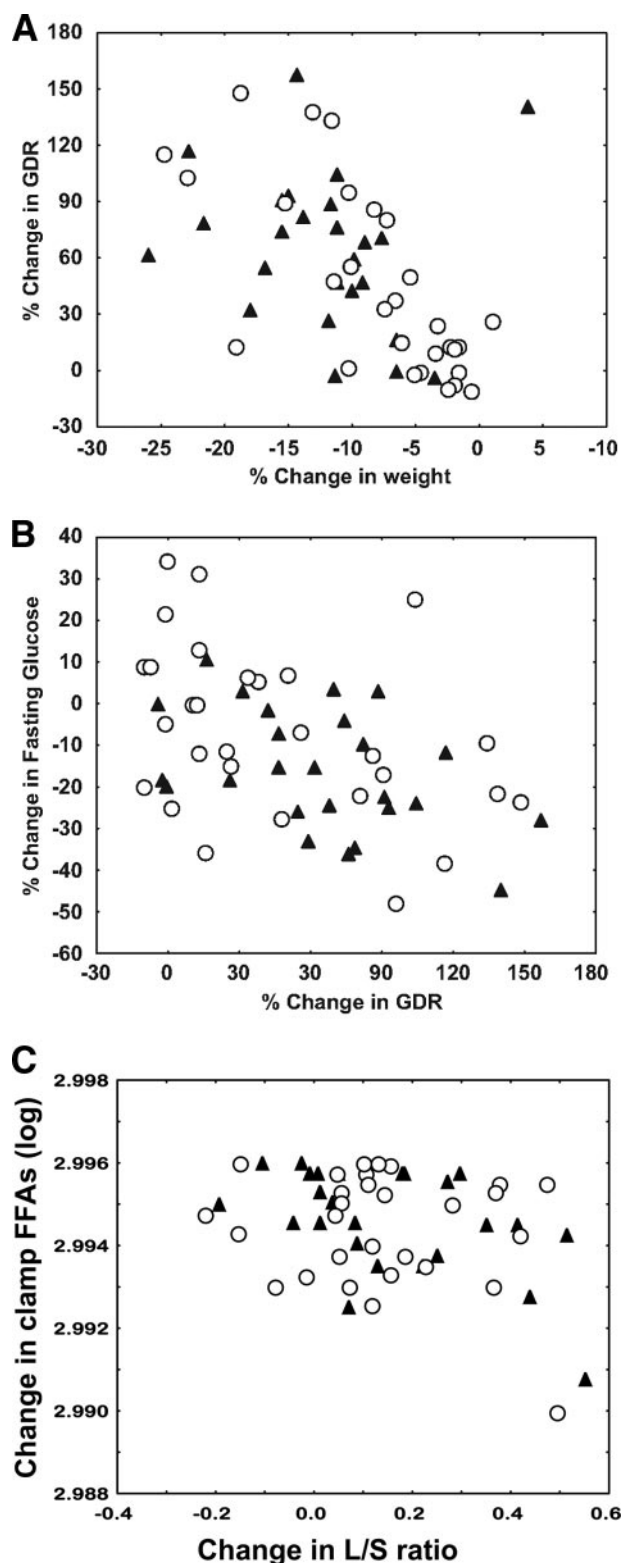 A
180
150
120
90
60
30
0
-30
% Change in GDR
-30 -25 -20 -15 -10 -5 0 5 -10
% Change in weight
B
40
30
20
10
0
-10
-20
-30
-40
-50
-60
% Change in Fasting Glucose
-30 0 30 30 90 120 150 180
% Change in GDR
C
2.998
2.996
2.994
2.992
2.990
2.988
Change in clamp FFAs (log)
-0.4 -0.2 0.0 0.2 0.4 0.6
Change in L/S ratio